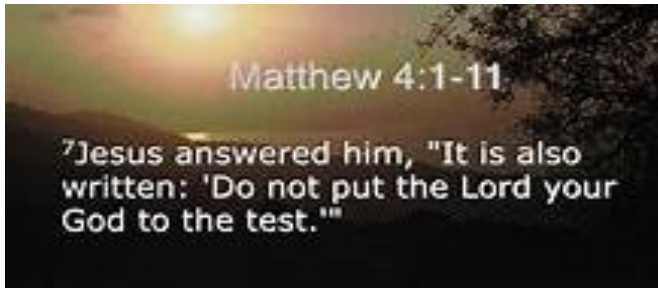 Matthew 4:1-11
⁷Jesus answered him, "It is also
written: 'Do not put the Lord your
God to the test.'"